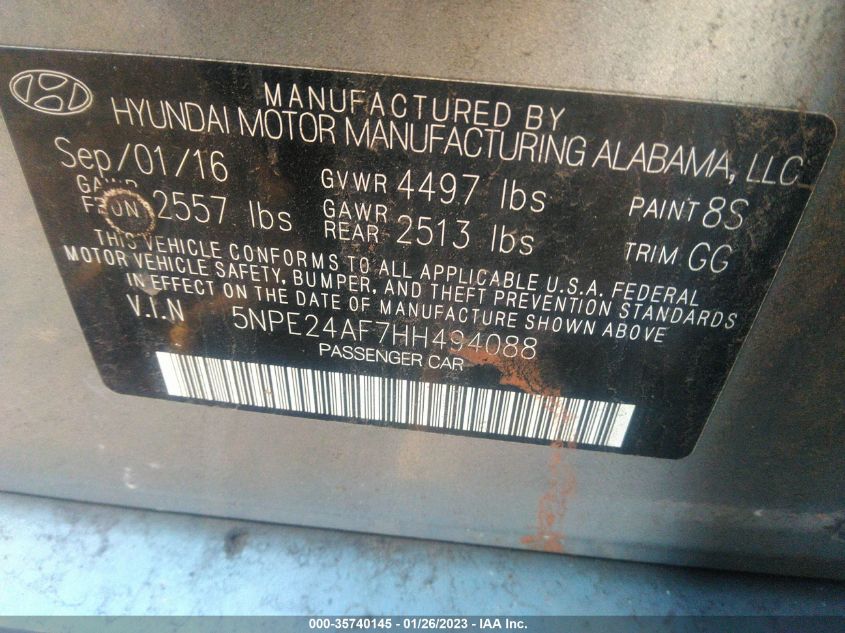 MANUFACTURED BY
HYUNDAI MOTOR MANUFACTURING ALABAMA, LLC
Sep/01/16 GVWR 4497 lbs PAINT 8S
GAWR FRONT 2557 lbs GAWR REAR 2513 lbs TRIM GG
THIS VEHICLE CONFORMS TO ALL APPLICABLE U.S.A. FEDERAL
MOTOR VEHICLE SAFETY, BUMPER, AND THEFT PREVENTION STANDARDS
IN EFFECT ON THE DATE OF MANUFACTURE SHOWN ABOVE
V.I.N 5NPE24AF7HH494088
PASSENGER CAR
000-35740145 - 01/26/2023 - IAA Inc.